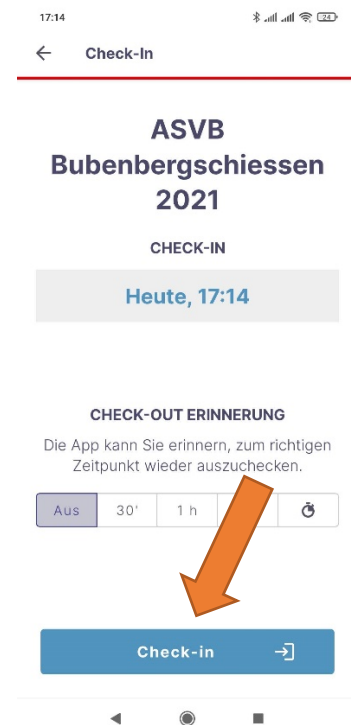 17:14 24
Check-In
ASVB
Bubenbergschiessen
2021
CHECK-IN
Heute, 17:14
CHECK-OUT ERINNERUNG
Die App kann Sie erinnern, zum richtigen
Zeitpunkt wieder auszuchecken.
Aus 30' 1 h
Check-in